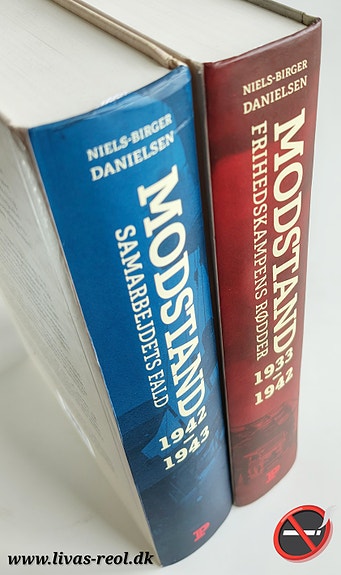 NIELS-BIRGER
DANIELSEN
MODSTAND
SAMARBEJDETS FALD
1942
–
1943
P
NIELS-BIRGER
DANIELSEN
MODSTAND
FRIHEDSKAMPENS RØDDER
1933
–
1942
P
www.livas-reol.dk